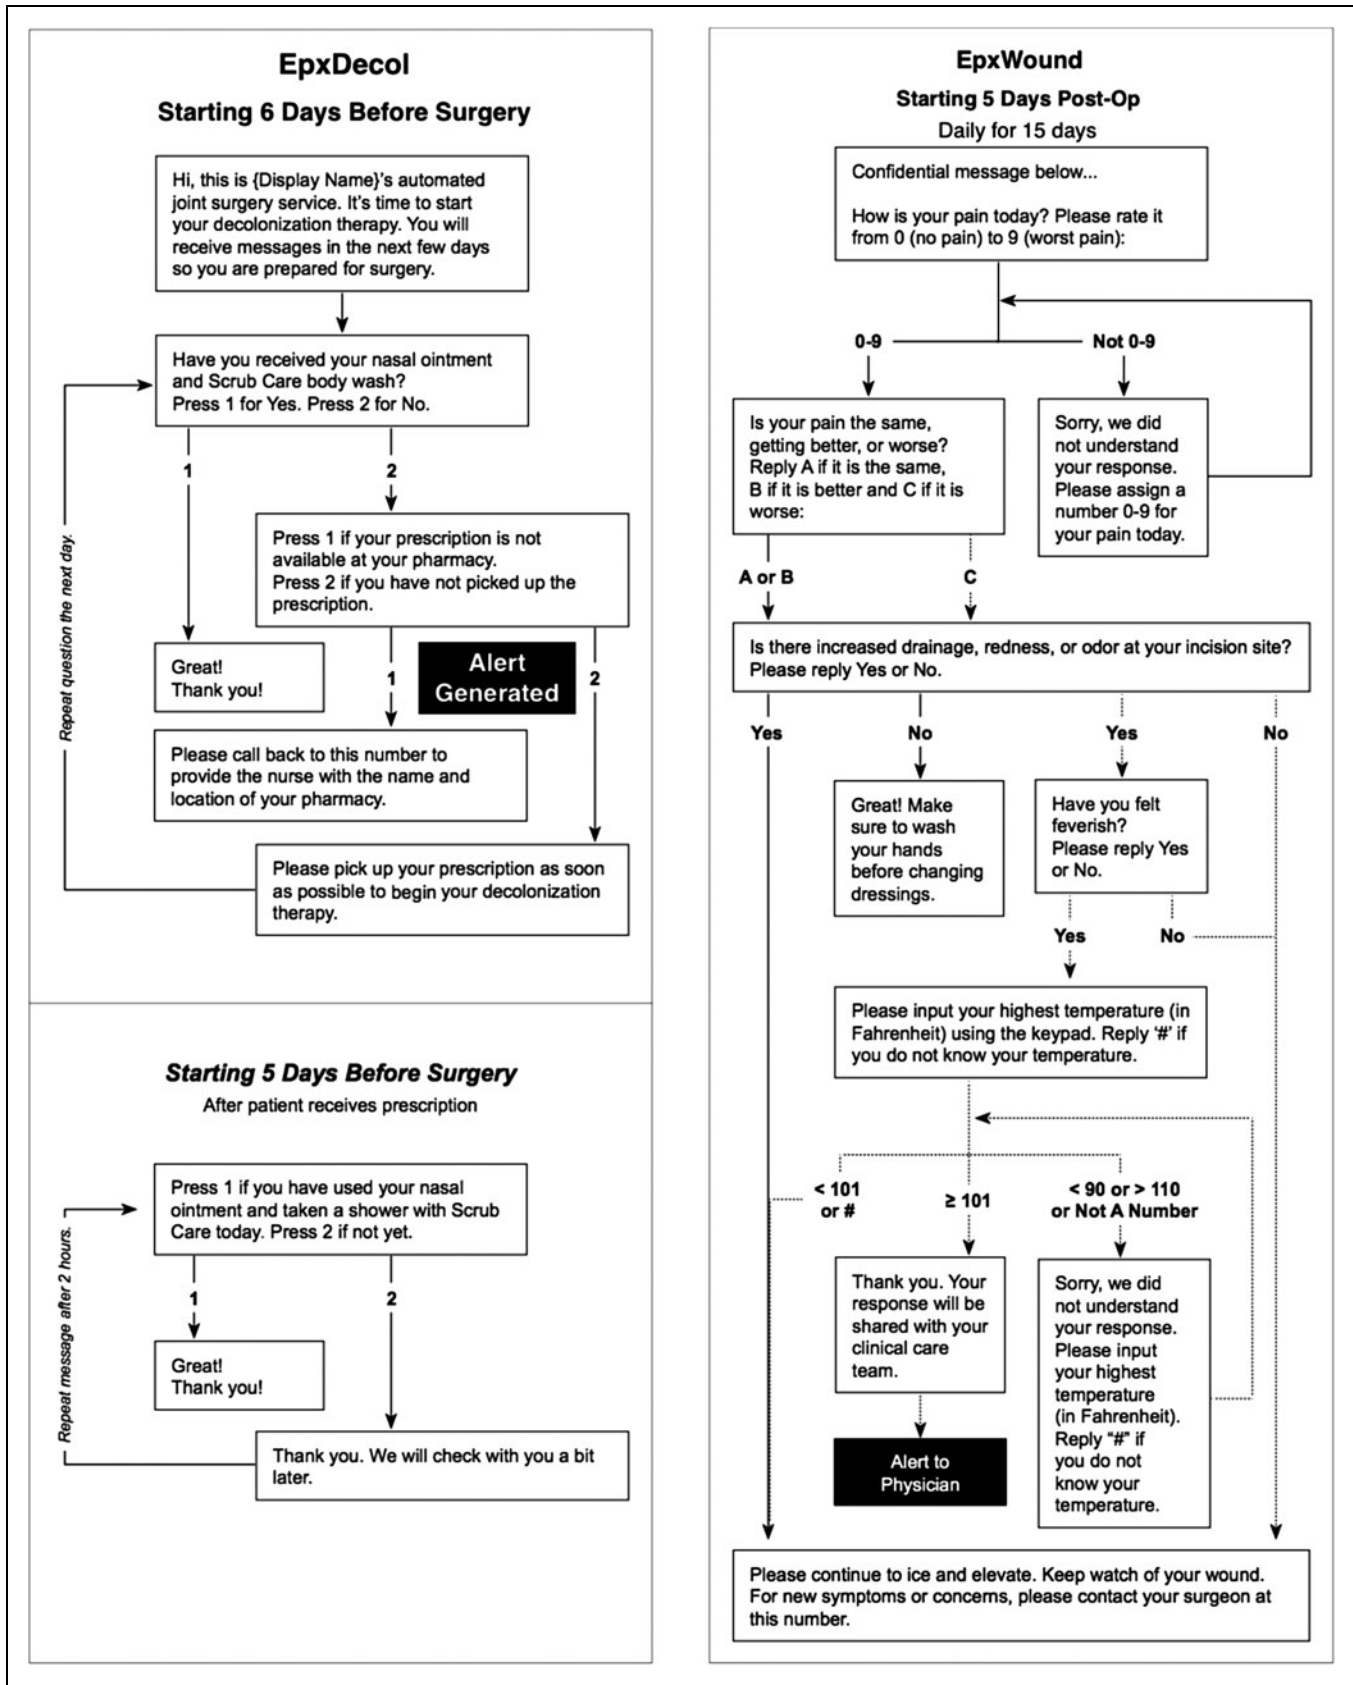 EpxDecol
Starting 6 Days Before Surgery
Hi, this is {Display Name}'s automated
joint surgery service. It's time to start
your decolonization therapy. You will
receive messages in the next few days
so you are prepared for surgery.
Have you received your nasal ointment
and Scrub Care body wash?
Press 1 for Yes. Press 2 for No.
1
2
Repeat question the next day.
Press 1 if your prescription is not
available at your pharmacy.
Press 2 if you have not picked up the
prescription.
Great!
Thank you!
1
Alert
Generated
2
Please call back to this number to
provide the nurse with the name and
location of your pharmacy.
Please pick up your prescription as soon
as possible to begin your decolonization
therapy.
Starting 5 Days Before Surgery
After patient receives prescription
Press 1 if you have used your nasal
ointment and taken a shower with Scrub
Care today. Press 2 if not yet.
Repeat message after 2 hours.
1
2
Great!
Thank you!
Thank you. We will check with you a bit
later.
EpxWound
Starting 5 Days Post-Op
Daily for 15 days
Confidential message below...
How is your pain today? Please rate it
from 0 (no pain) to 9 (worst pain):
0-9
Not 0-9
Is your pain the same,
getting better, or worse?
Reply A if it is the same,
B if it is better and C if it is
worse:
Sorry, we did
not understand
your response.
Please assign a
number 0-9 for
your pain today.
A or B
C
Is there increased drainage, redness, or odor at your incision site?
Please reply Yes or No.
Yes
No
Yes
No
Great! Make
sure to wash
your hands
before changing
dressings.
Have you felt
feverish?
Please reply Yes
or No.
Yes
No
Please input your highest temperature (in
Fahrenheit) using the keypad. Reply '#' if
you do not know your temperature.
< 101
or #
≥ 101
< 90 or > 110
or Not A Number
Thank you. Your
response will be
shared with your
clinical care
team.
Alert to
Physician
Sorry, we did
not understand
your response.
Please input
your highest
temperature
(in Fahrenheit).
Reply “#” if
you do not
know your
temperature.
Please continue to ice and elevate. Keep watch of your wound.
For new symptoms or concerns, please contact your surgeon at
this number.